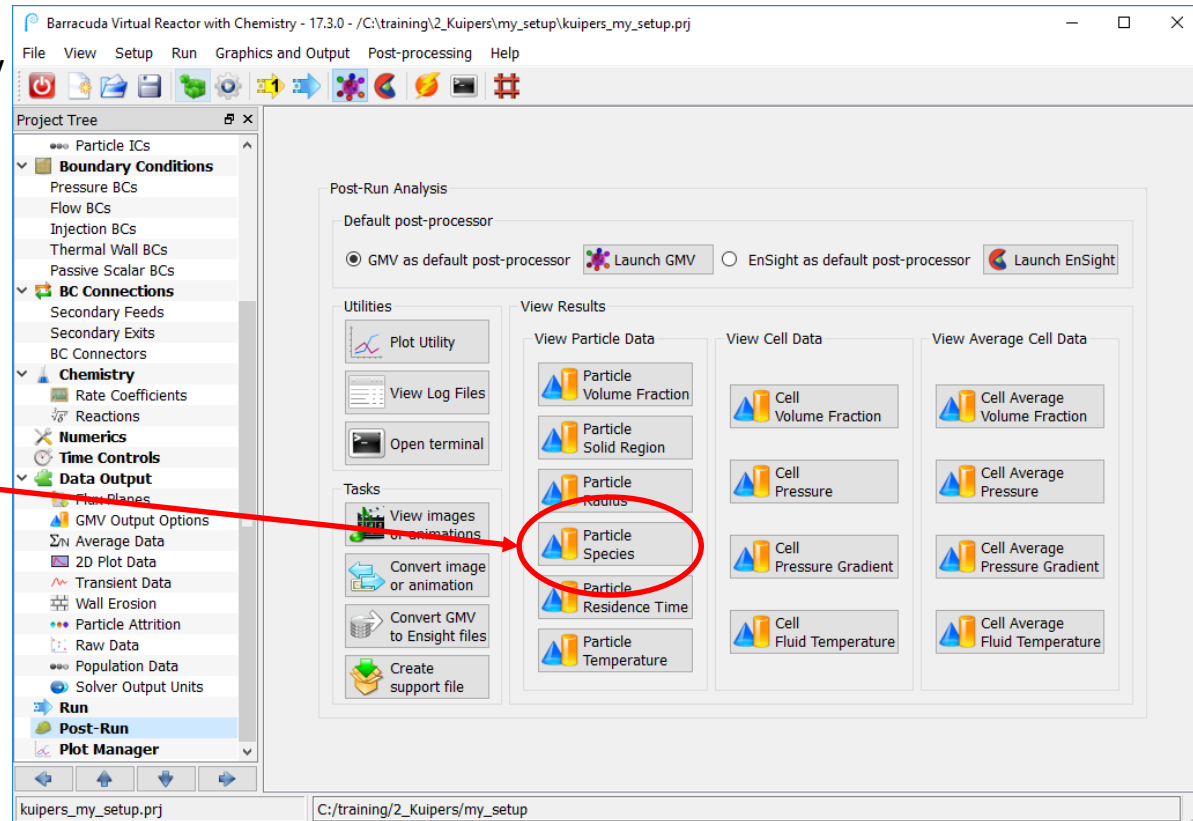 Barracuda Virtual Reactor with Chemistry - 17.3.0 - /C:\training\2_Kuipers\my_setup\kuipers_my_setup.prj
File View Setup Run Graphics and Output Post-processing Help
y
1
Project Tree
Particle ICs
Boundary Conditions
Pressure BCs
Flow BCs
Injection BCs
Thermal Wall BCs
Passive Scalar BCs
BC Connections
Secondary Feeds
Secondary Exits
BC Connectors
Chemistry
Rate Coefficients
Reactions
Numerics
Time Controls
Data Output
Flux Planes
GMV Output Options
Σ/N Average Data
2D Plot Data
Transient Data
Wall Erosion
Particle Attrition
Raw Data
Population Data
Solver Output Units
Run
Post-Run
Plot Manager
Post-Run Analysis
Default post-processor
GMV as default post-processor
Launch GMV
EnSight as default post-processor
Launch EnSight
Utilities
Plot Utility
View Log Files
Open terminal
Tasks
View images
or animations
Convert image
or animation
Convert GMV
to Ensight files
Create
support file
View Results
View Particle Data
Particle
Volume Fraction
Particle
Solid Region
Particle
Radius
Particle
Species
Particle
Residence Time
Particle
Temperature
View Cell Data
Cell
Volume Fraction
Cell
Pressure
Cell
Pressure Gradient
Cell
Fluid Temperature
View Average Cell Data
Cell Average
Volume Fraction
Cell Average
Pressure
Cell Average
Pressure Gradient
Cell Average
Fluid Temperature
kuipers_my_setup.prj
C:/training/2_Kuipers/my_setup